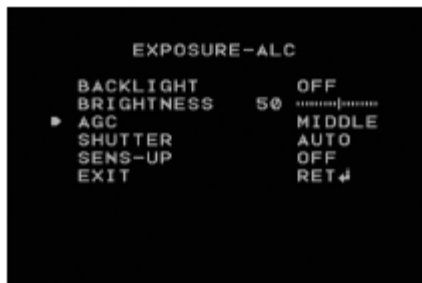 EXPOSURE-ALC
BACKLIGHT OFF
BRIGHTNESS 50
AGC MIDDLE
SHUTTER AUTO
SENS-UP OFF
EXIT RET↲